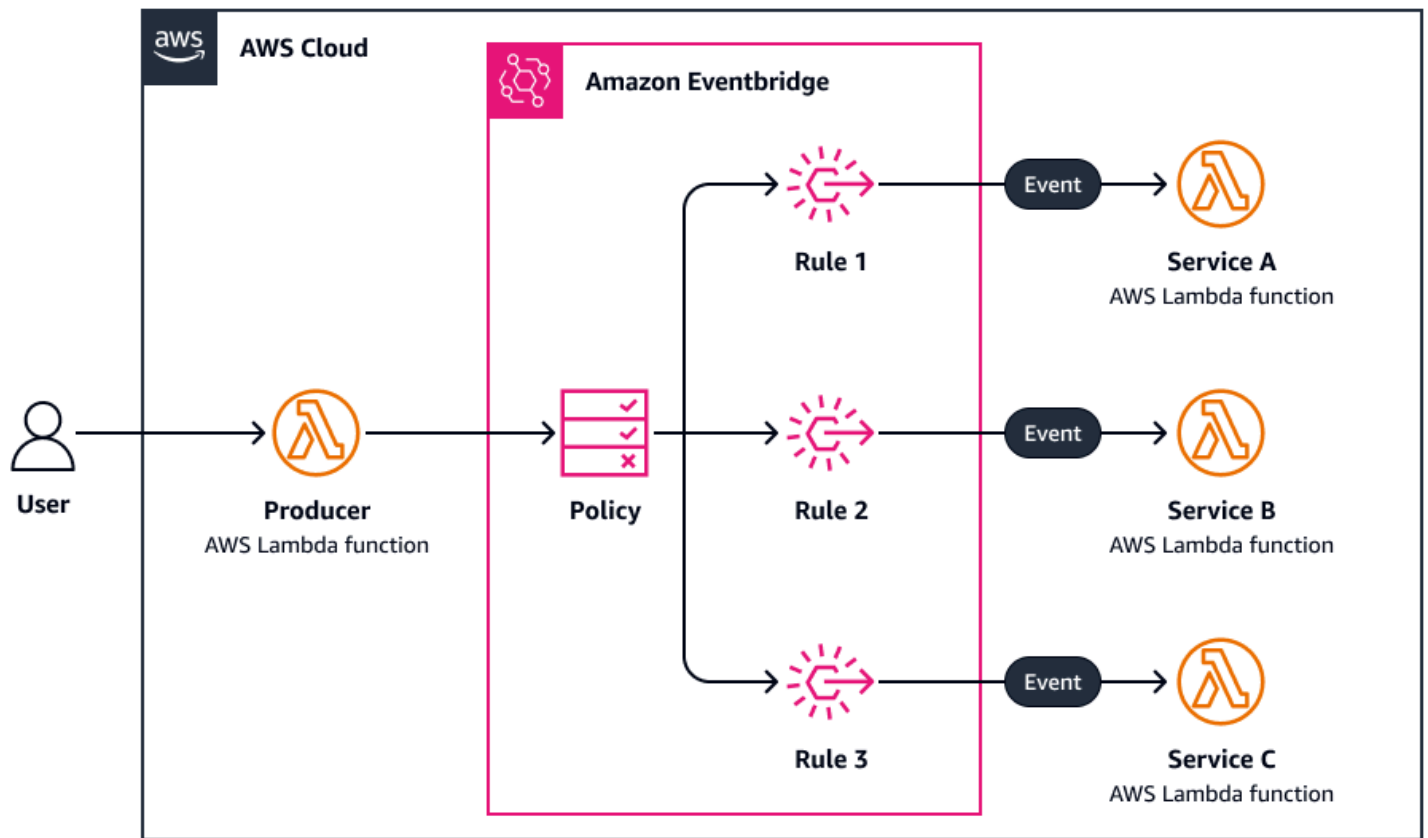 aws
AWS Cloud
Amazon Eventbridge
Rule 1
Event
Service A
AWS Lambda function
User
Producer
AWS Lambda function
Policy
Rule 2
Event
Service B
AWS Lambda function
Rule 3
Event
Service C
AWS Lambda function